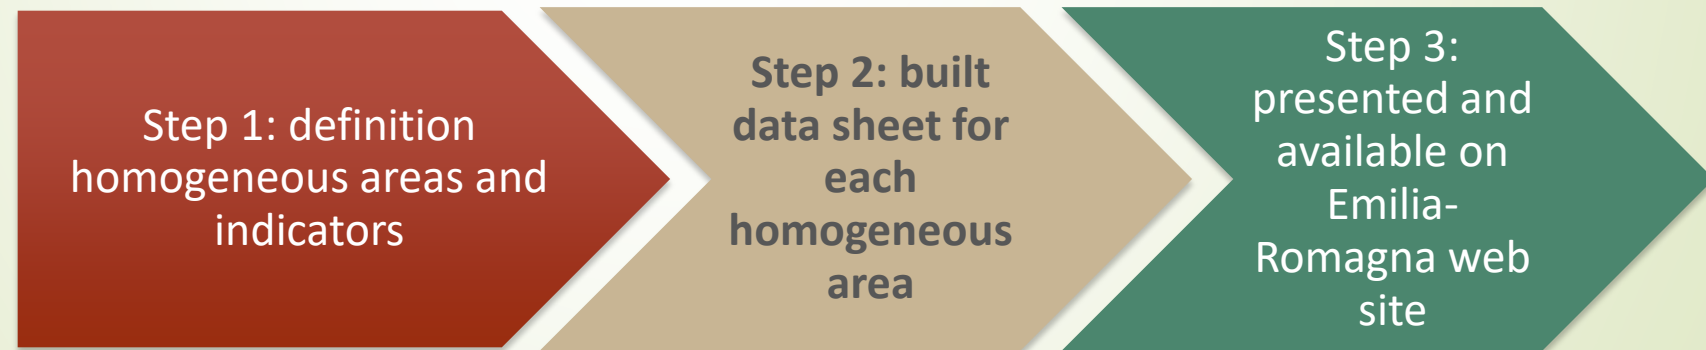 Step 1: definition
homogeneous areas and
indicators
Step 2: built
data sheet for
each
homogeneous
area
Step 3:
presented and
available on
Emilia-
Romagna web
site